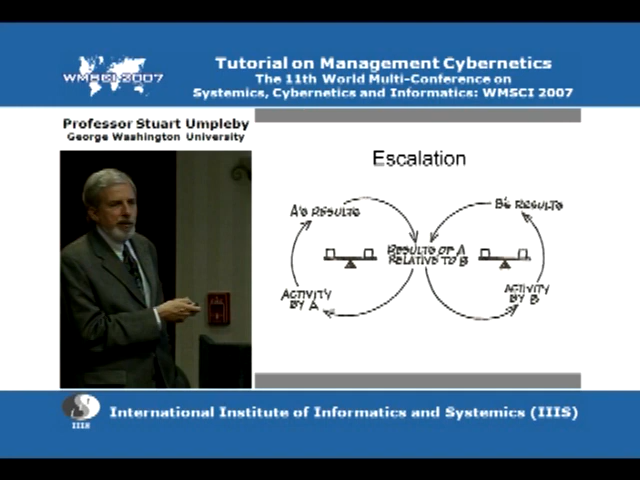 WMSCI 2007
Tutorial on Management Cybernetics
The 11th World Multi-Conference on
Systemics, Cybernetics and Informatics: WMSCI 2007
Professor Stuart Umpleby
George Washington University
Escalation
A'S RESULTS
B'S RESULTS
RESULTS OF A
RELATIVE TO B
ACTIVITY
BY A
ACTIVITY
BY B
IIIS
International Institute of Informatics and Systemics (IIIS)